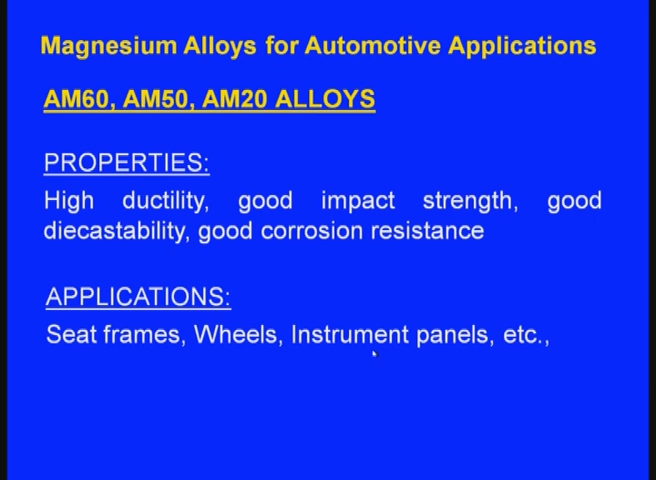 Magnesium Alloys for Automotive Applications
AM60, AM50, AM20 ALLOYS
PROPERTIES:
High ductility, good impact strength, good
diecastability, good corrosion resistance
APPLICATIONS:
Seat frames, Wheels, Instrument panels, etc.,